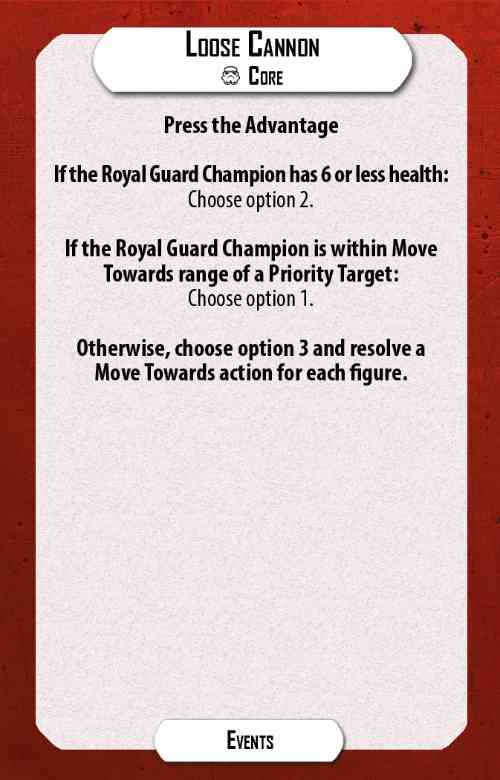 Loose Cannon
Core
Press the Advantage
If the Royal Guard Champion has 6 or less health:
Choose option 2.
If the Royal Guard Champion is within Move
Towards range of a Priority Target:
Choose option 1.
Otherwise, choose option 3 and resolve a
Move Towards action for each figure.
Events